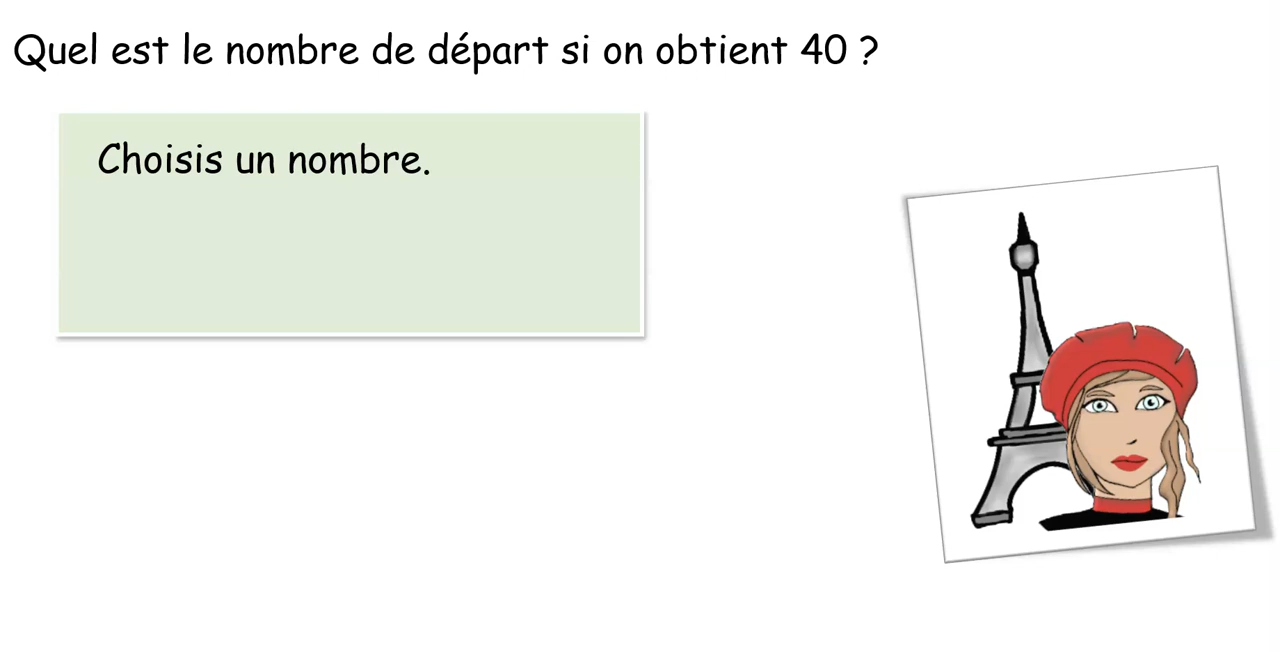 Quel est le nombre de départ si on obtient 40 ?
Choisis un nombre.